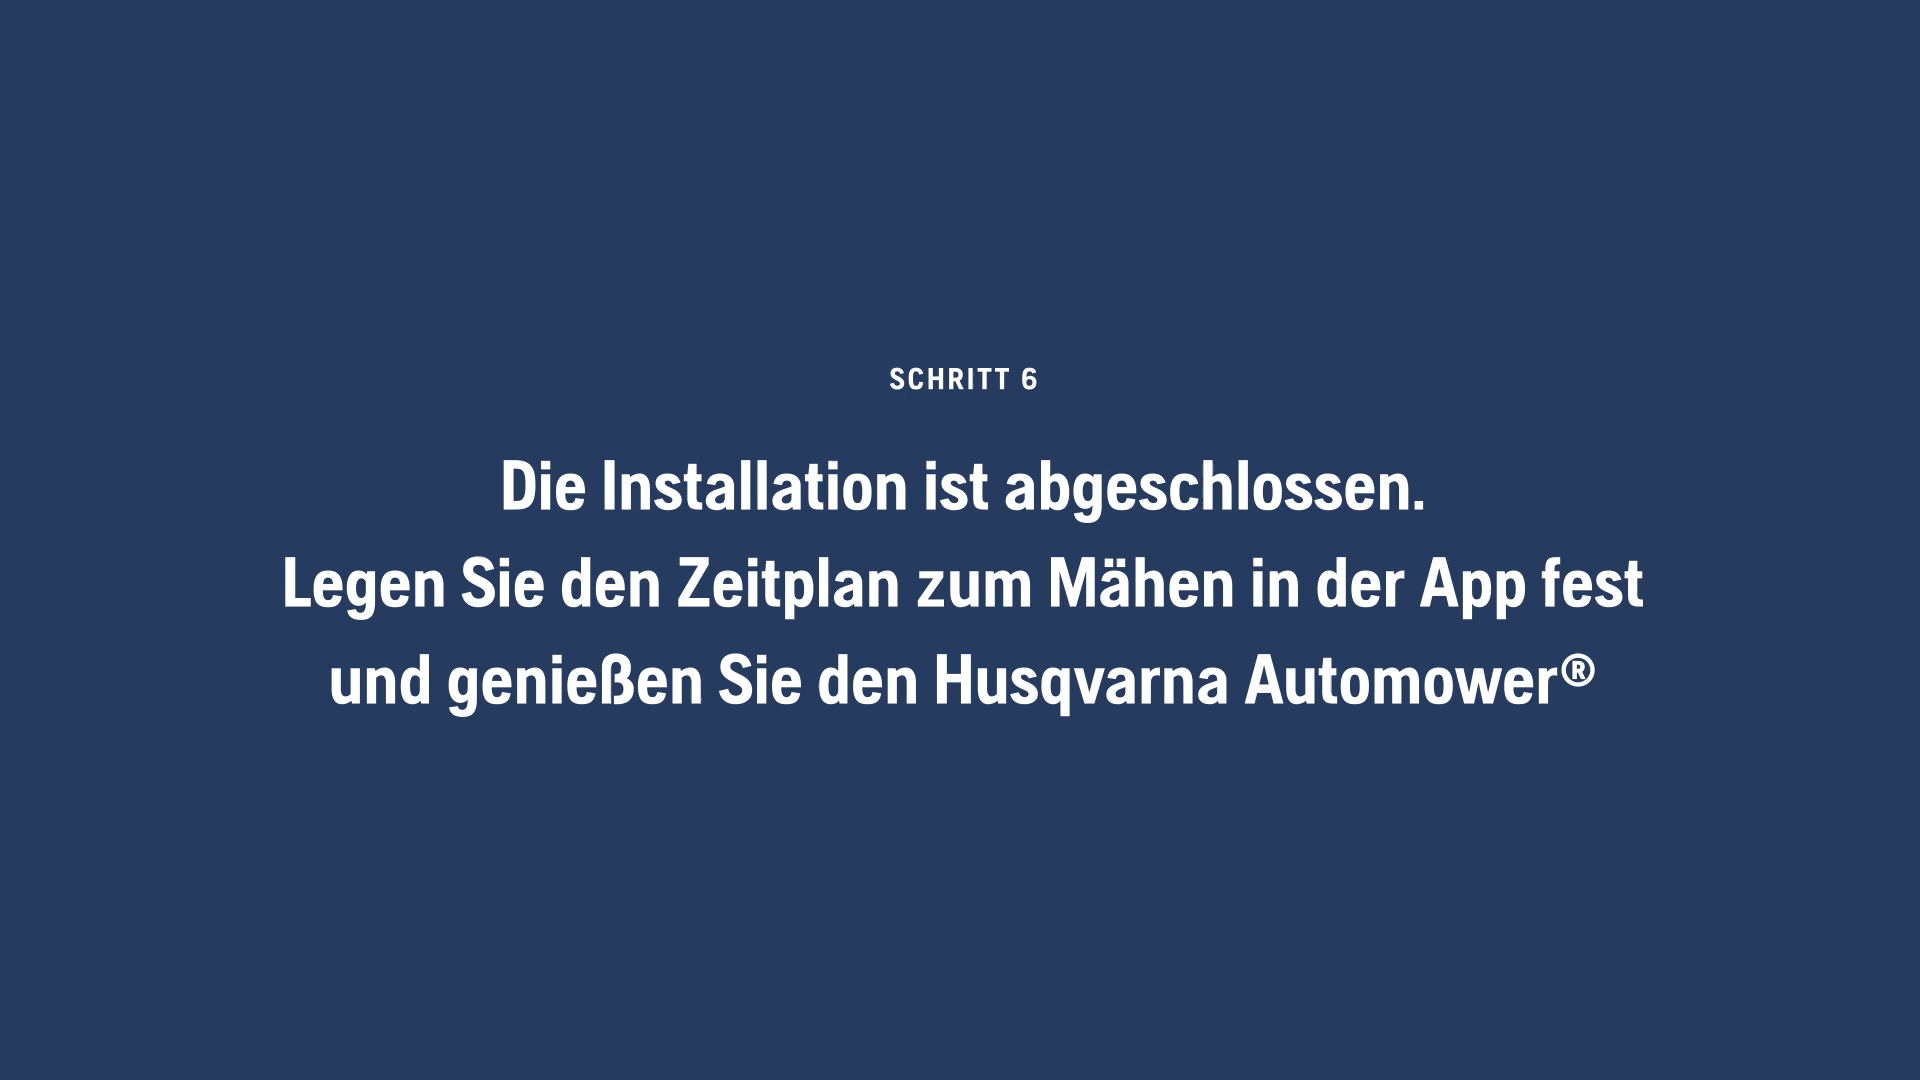 SCHRITT 6
Die Installation ist abgeschlossen.
Legen Sie den Zeitplan zum Mähen in der App fest
und genießen Sie den Husqvarna Automower®